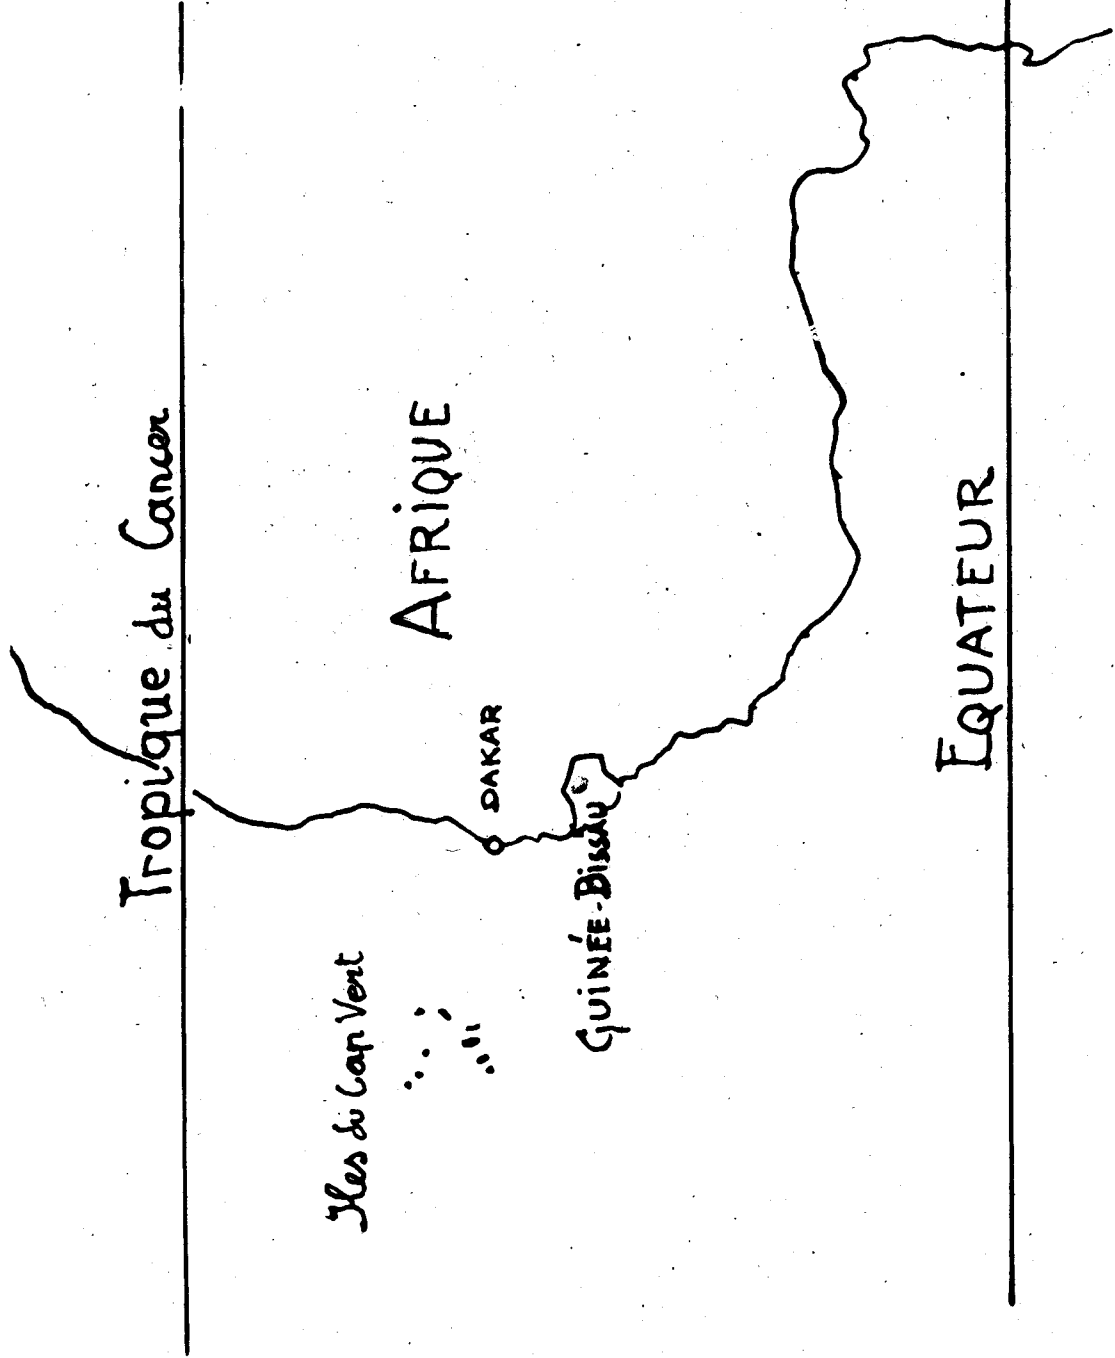 Tropique du Cancer
AFRIQUE
DAKAR
Iles du Cap Vert
GUINÉE-BISSAU
EQUATEUR